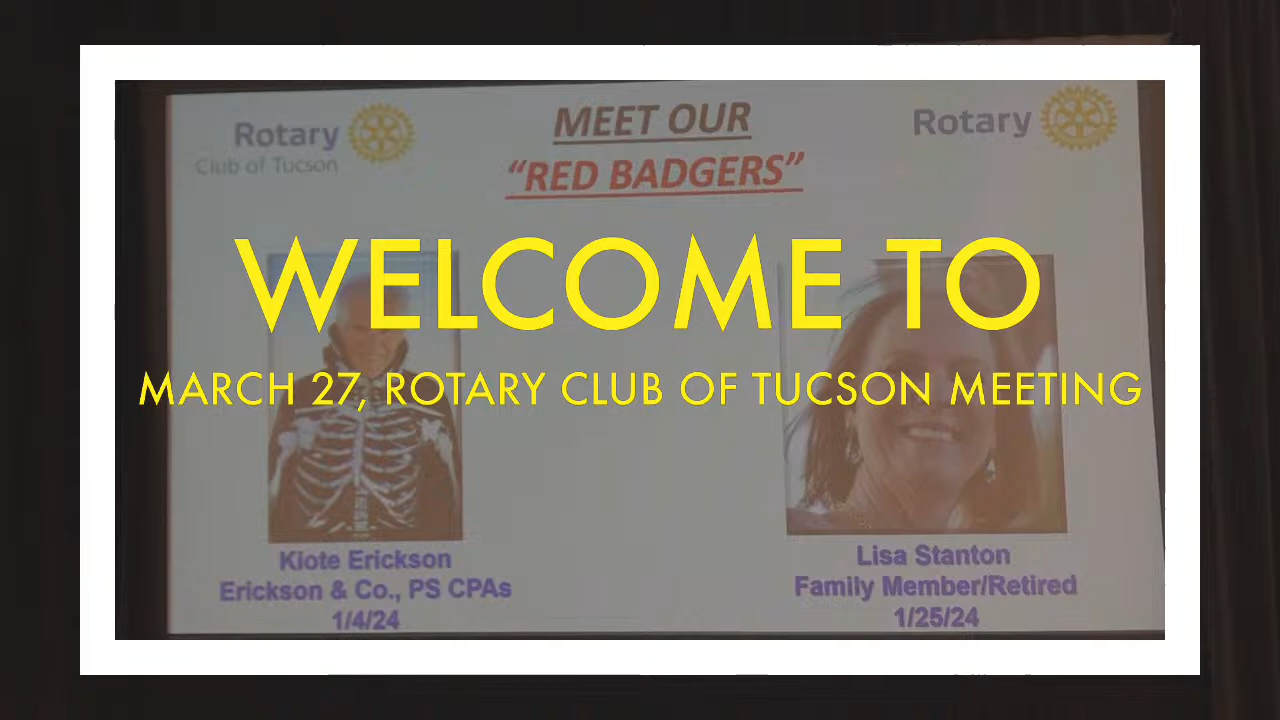 Rotary
Club of Tucson
MEET OUR
"RED BADGERS"
Rotary
WELCOME TO
MARCH 27, ROTARY CLUB OF TUCSON MEETING
Klote Erickson
Erickson & Co., PS CPAs
1/4/24
Lisa Stanton
Family Member/Retired
1/25/24